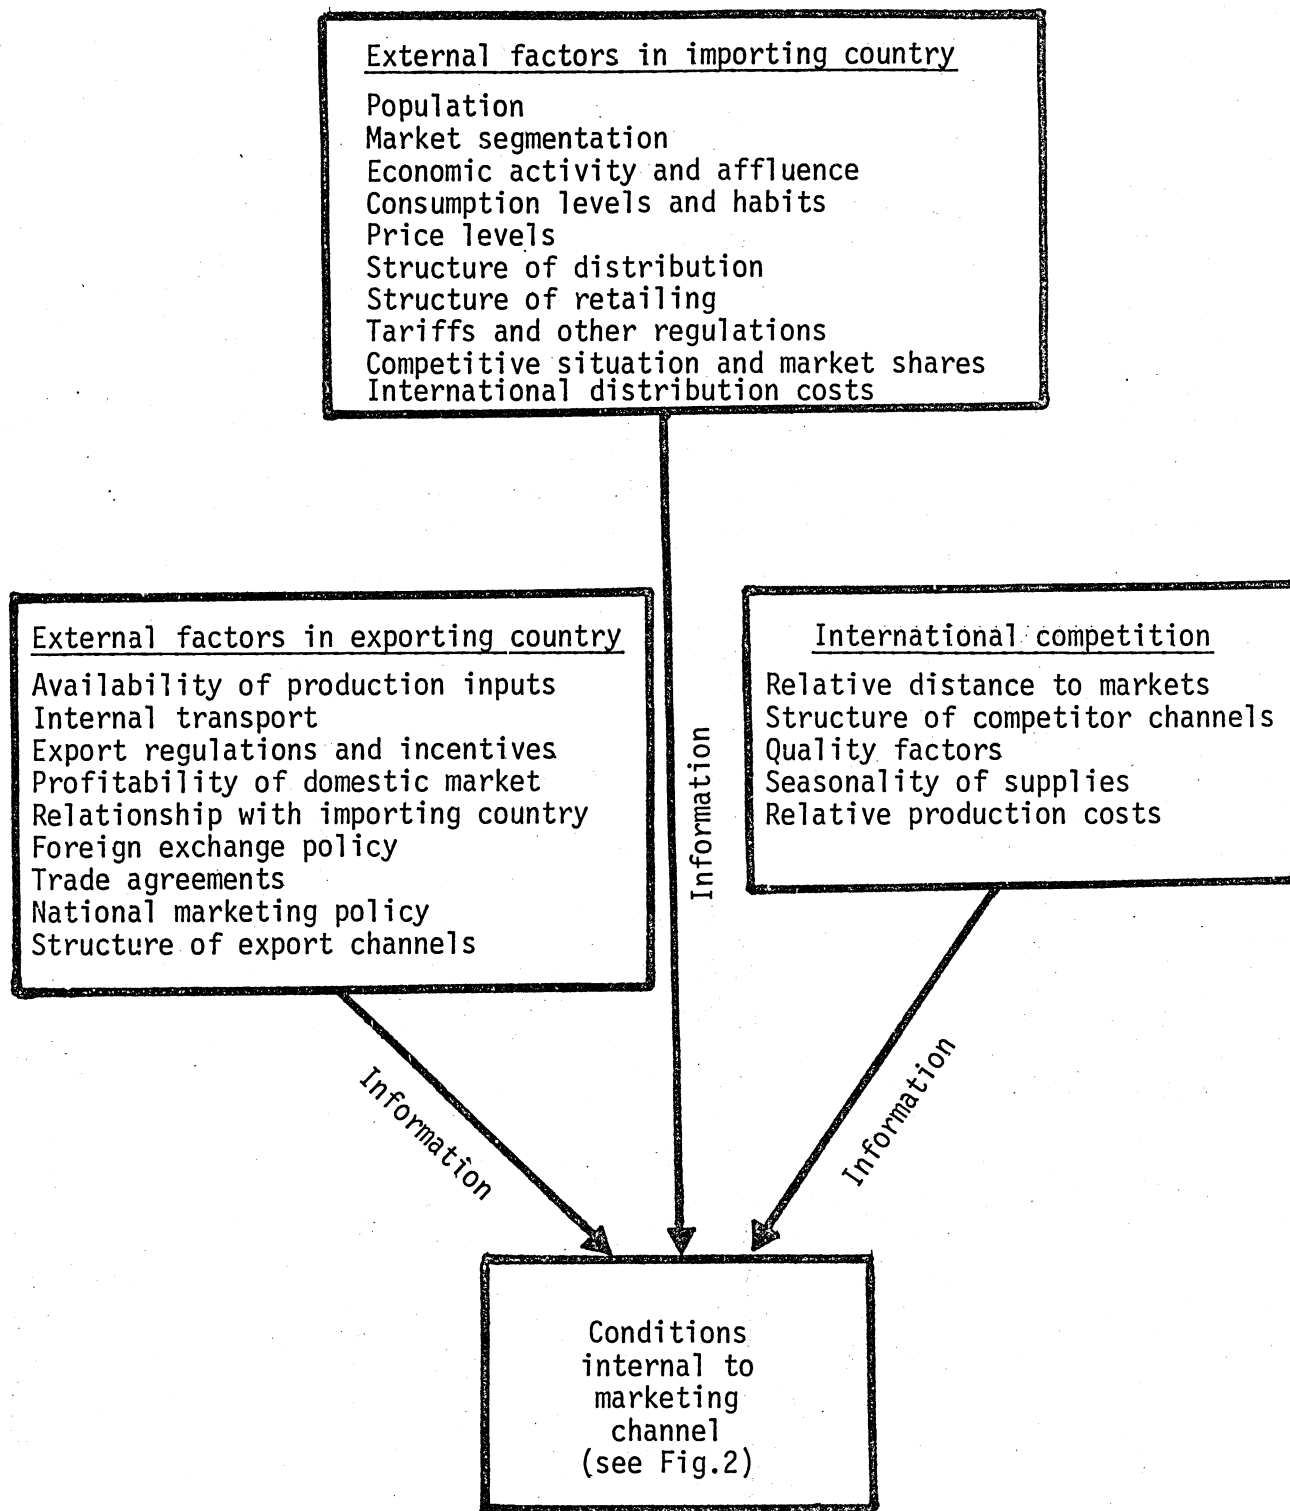 External factors in importing country
Population
Market segmentation
Economic activity and affluence
Consumption levels and habits
Price levels
Structure of distribution
Structure of retailing
Tariffs and other regulations
Competitive situation and market shares
International distribution costs
External factors in exporting country
Availability of production inputs
Internal transport
Export regulations and incentives
Profitability of domestic market
Relationship with importing country
Foreign exchange policy
Trade agreements
National marketing policy
Structure of export channels
Information
International competition
Relative distance to markets
Structure of competitor channels
Quality factors
Seasonality of supplies
Relative production costs
Information
Information
Conditions
internal to
marketing
channel
(see Fig.2)